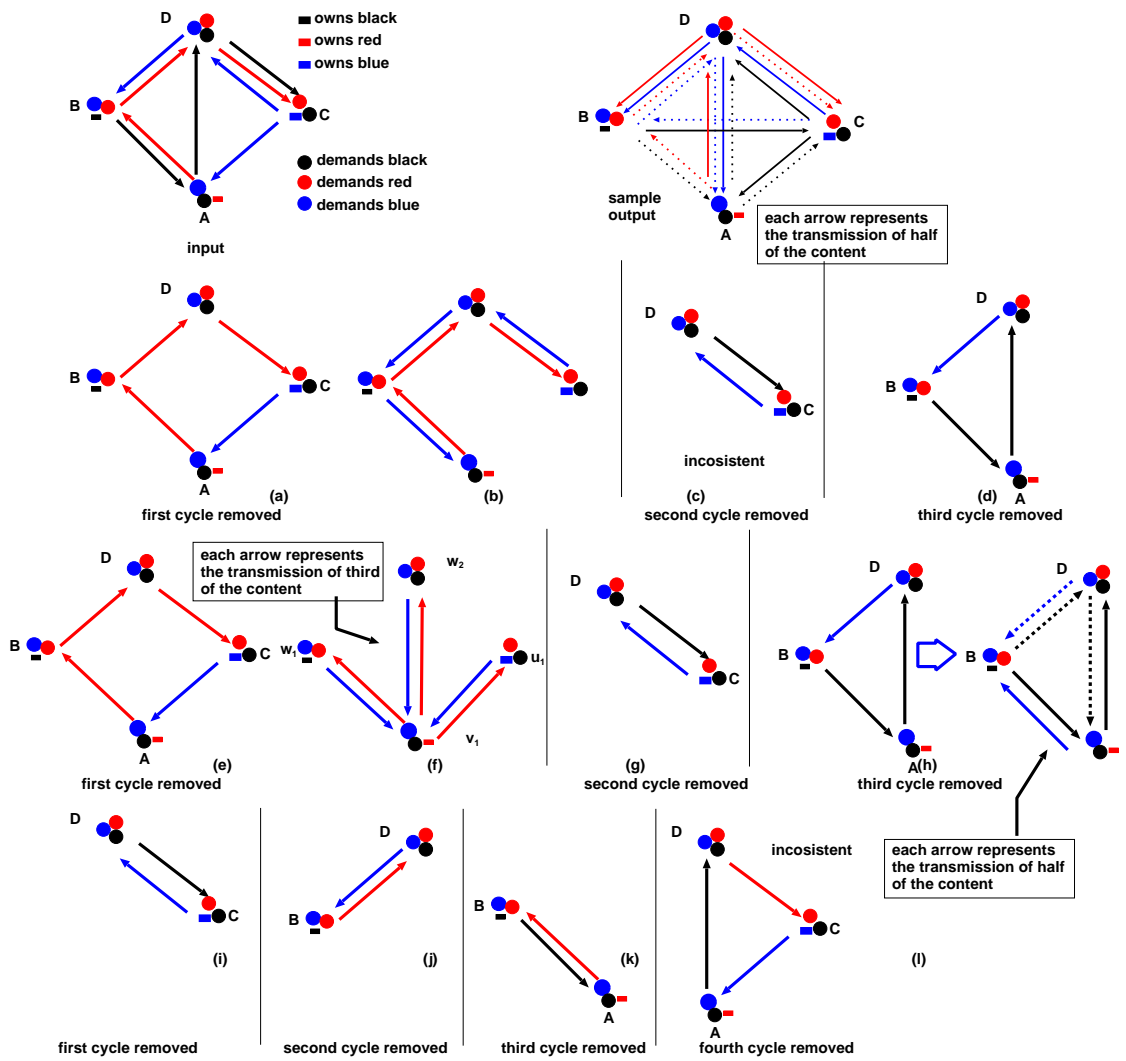 D
owns black
owns red
owns blue
B
C
demands black
demands red
demands blue
A
input
D
B
C
sample
output
A
each arrow represents
the transmission of half
of the content
D
B
C
A
(a)
(b)
first cycle removed
D
C
incosistent
(c)
second cycle removed
D
B
A
(d)
third cycle removed
D
B
C
A
(e)
first cycle removed
each arrow represents
the transmission of third
of the content
w2
w1
u1
v1
(f)
D
C
(g)
second cycle removed
D
B
A
(h)
third cycle removed
D
B
each arrow represents
the transmission of half
of the content
D
C
(i)
first cycle removed
D
B
(j)
second cycle removed
B
A
(k)
third cycle removed
D
incosistent
C
A
(l)
fourth cycle removed